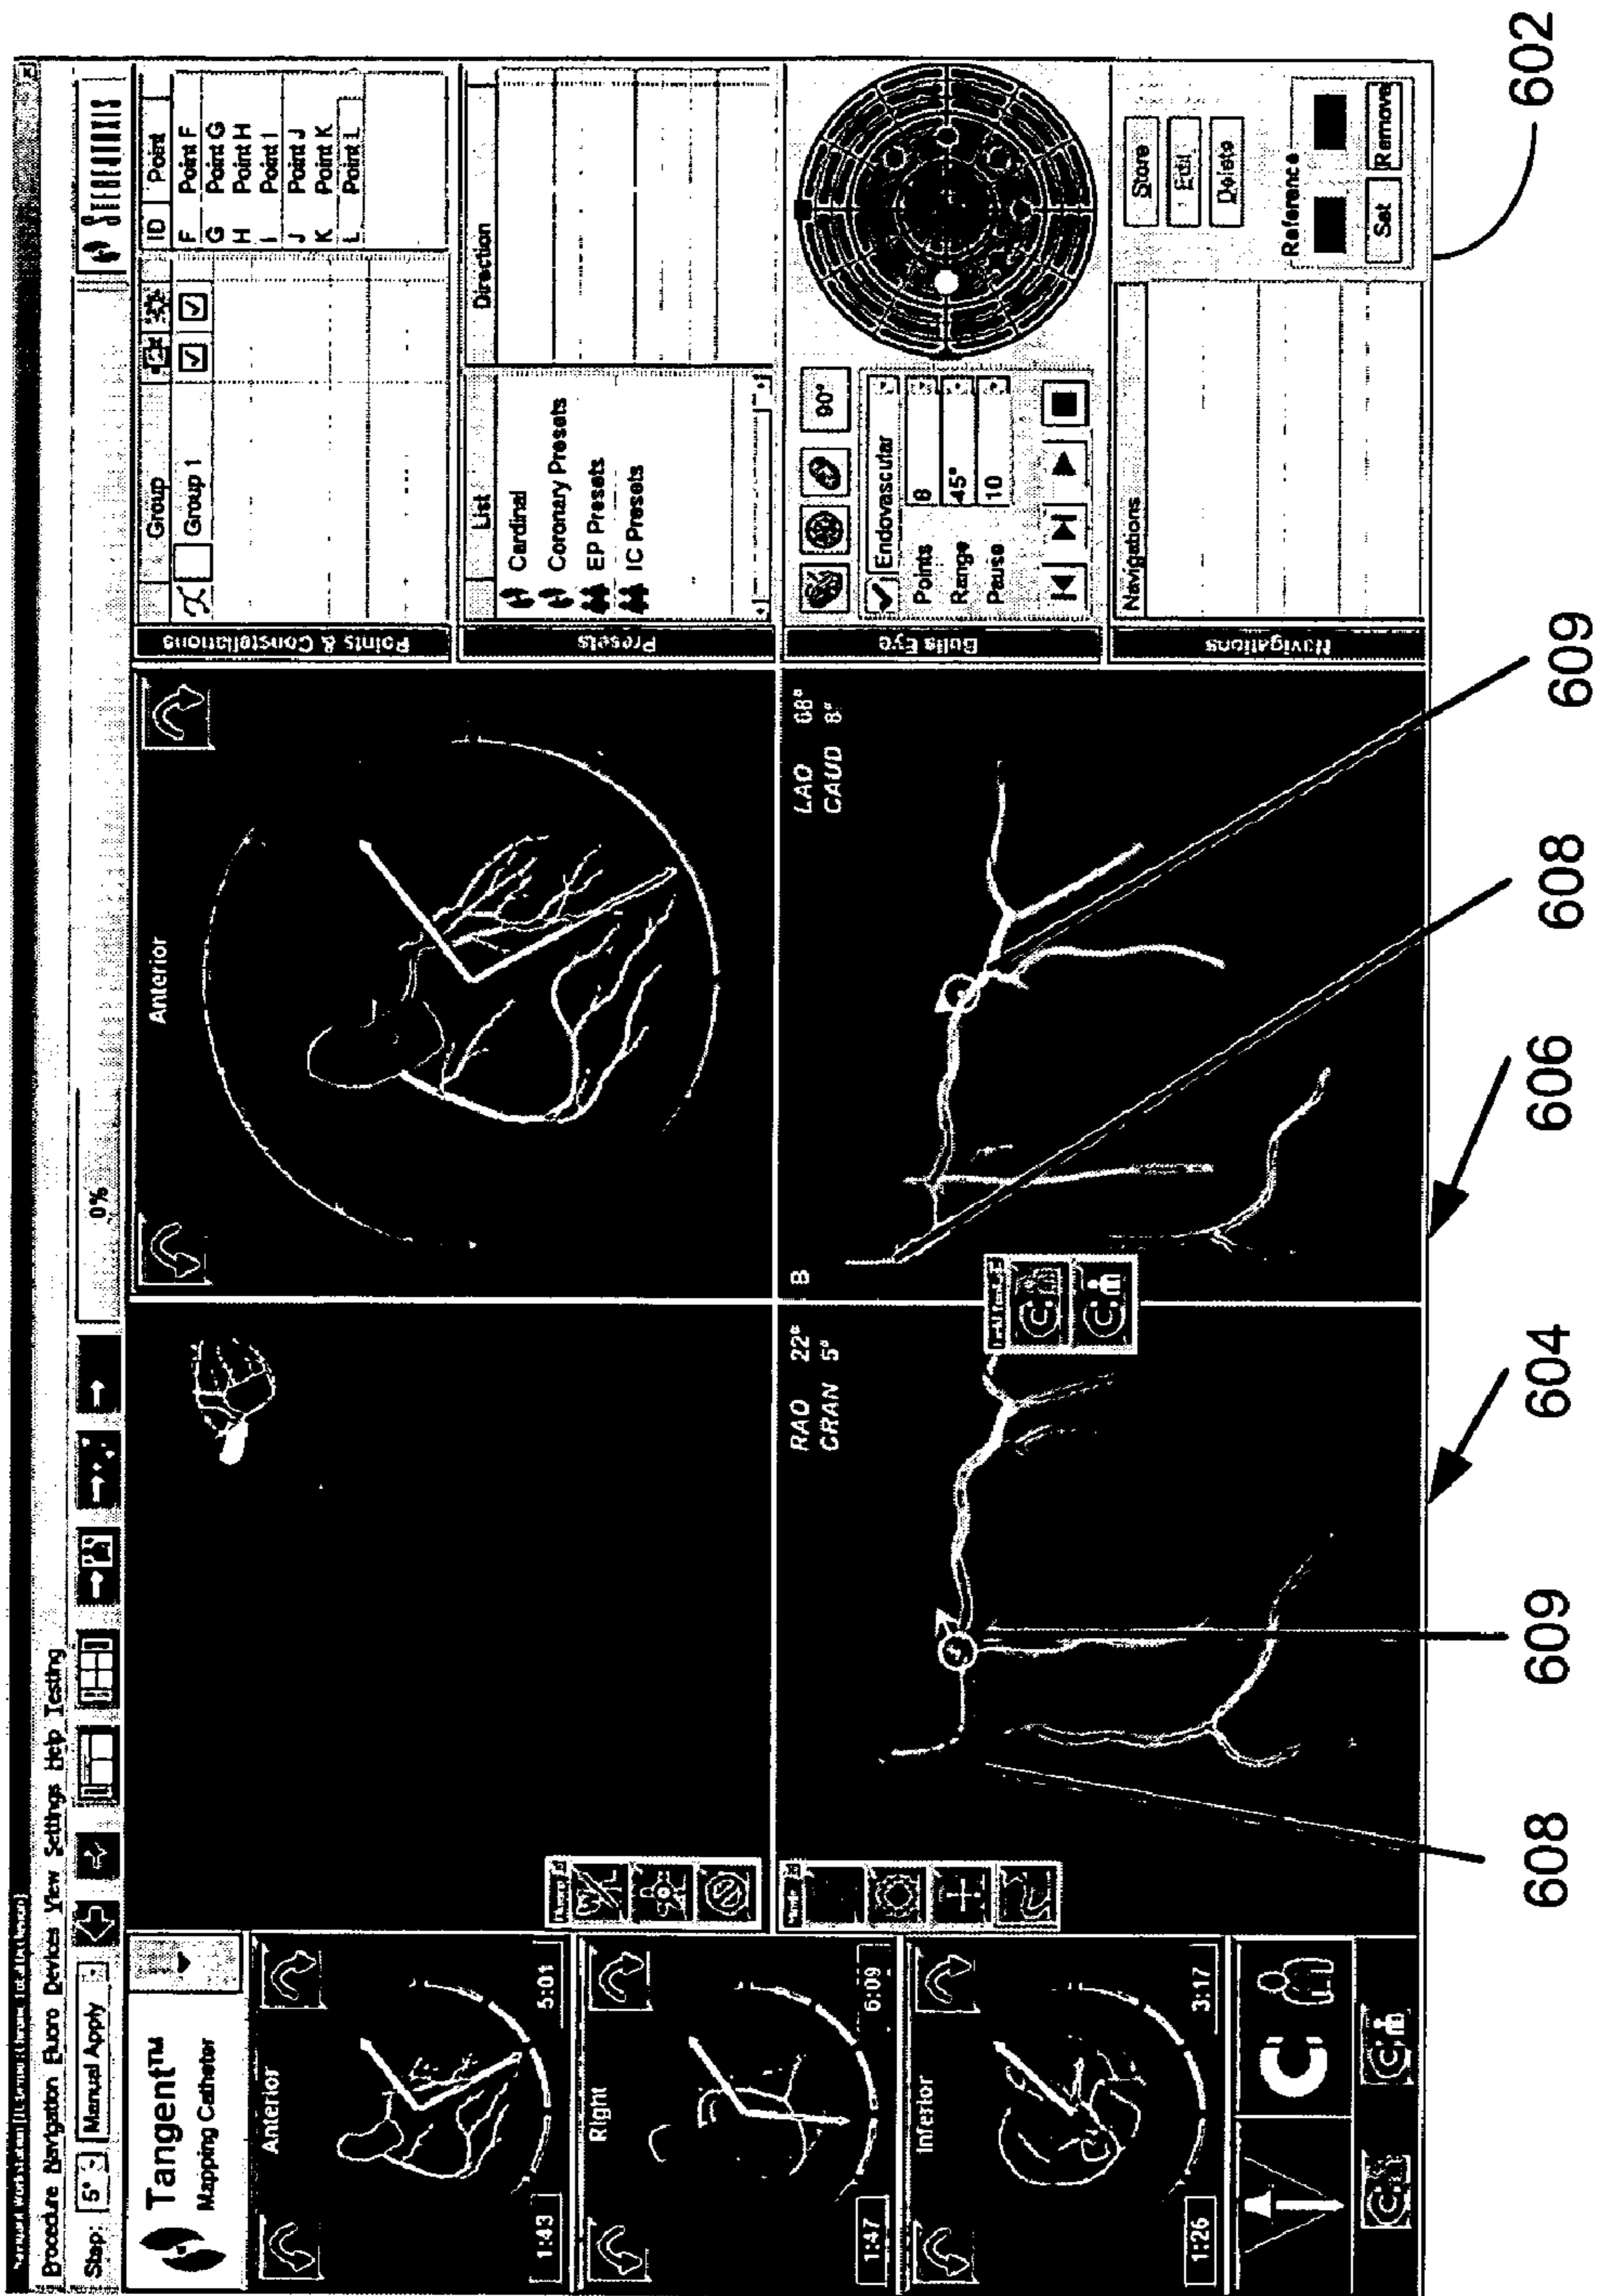 Procedure Navigation Fluoro Devices View Settings Help Testing
Step: 5° Manual Apply
0%
STEREOTAXIS
Tangent™
Mapping Catheter
Anterior
1:43
5:01
Right
1:47
6:09
Inferior
1:26
3:17
Anterior
RAO 22°
CRAN 5°
B
LAO 68°
CAUD 8°
Points & Constellations
Group
Group 1
ID Point
F Point F
G Point G
H Point H
I Point I
J Point J
K Point K
L Point L
Presets
List
Direction
Cardinal
Coronary Presets
EP Presets
IC Presets
Bulls Eye
90°
Endovascular
Points 8
Range 45°
Pause 10
Navigations
Navigations
Store
Edit
Delete
Reference
Set
Remove
608
609
604
606
608
609
602